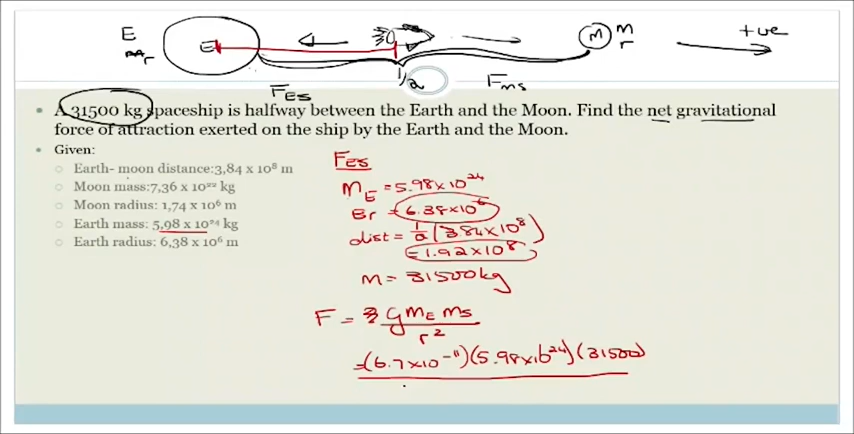 E
E
M
m
r
+ve
1/2
FES
Fms
• A 31500 kg spaceship is halfway between the Earth and the Moon. Find the net gravitational
force of attraction exerted on the ship by the Earth and the Moon.
• Given:
○ Earth- moon distance:3,84 x 10⁸ m
○ Moon mass:7,36 x 10²² kg
○ Moon radius: 1,74 x 10⁶ m
○ Earth mass: 5,98 x 10²⁴ kg
○ Earth radius: 6,38 x 10⁶ m
FES
ME = 5.98 x 10²⁴
Er = 6.38 x 10⁶
dist = 1/2 (3.84 x 10⁸)
= 1.92 x 10⁸
m = 31500kg
F = G mE ms
r²
= (6.7 x 10⁻¹¹)(5.98 x 10²⁴)(31500)